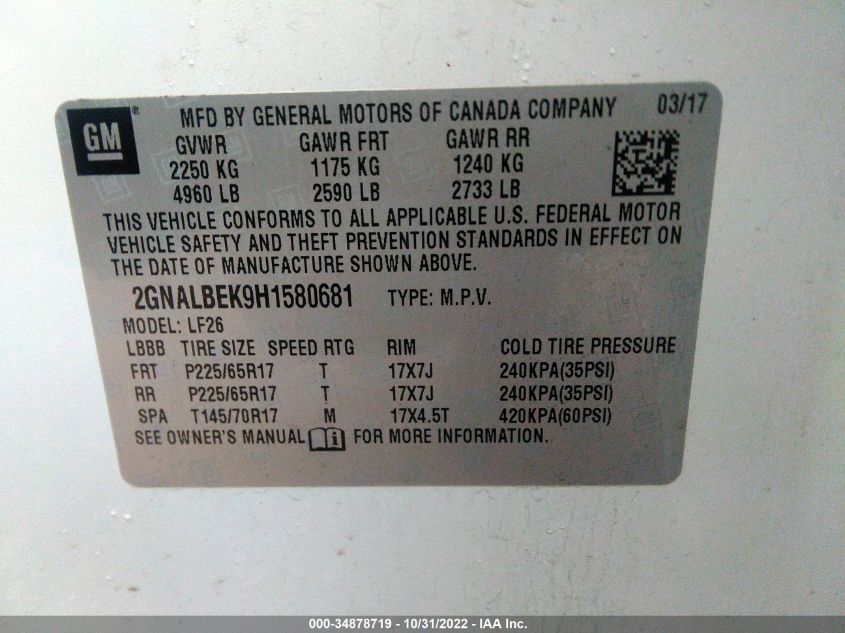 GM ® MFD BY GENERAL MOTORS OF CANADA COMPANY 03/17
GVWR GAWR FRT GAWR RR
2250 KG 1175 KG 1240 KG
4960 LB 2590 LB 2733 LB
THIS VEHICLE CONFORMS TO ALL APPLICABLE U.S. FEDERAL MOTOR
VEHICLE SAFETY AND THEFT PREVENTION STANDARDS IN EFFECT ON
THE DATE OF MANUFACTURE SHOWN ABOVE.
2GNALBEK9H1580681 TYPE: M.P.V.
MODEL: LF26
LBBB TIRE SIZE SPEED RTG RIM COLD TIRE PRESSURE
FRT P225/65R17 T 17X7J 240KPA(35PSI)
RR P225/65R17 T 17X7J 240KPA(35PSI)
SPA T145/70R17 M 17X4.5T 420KPA(60PSI)
SEE OWNER'S MANUAL i FOR MORE INFORMATION.
000-34878719 - 10/31/2022 - IAA Inc.